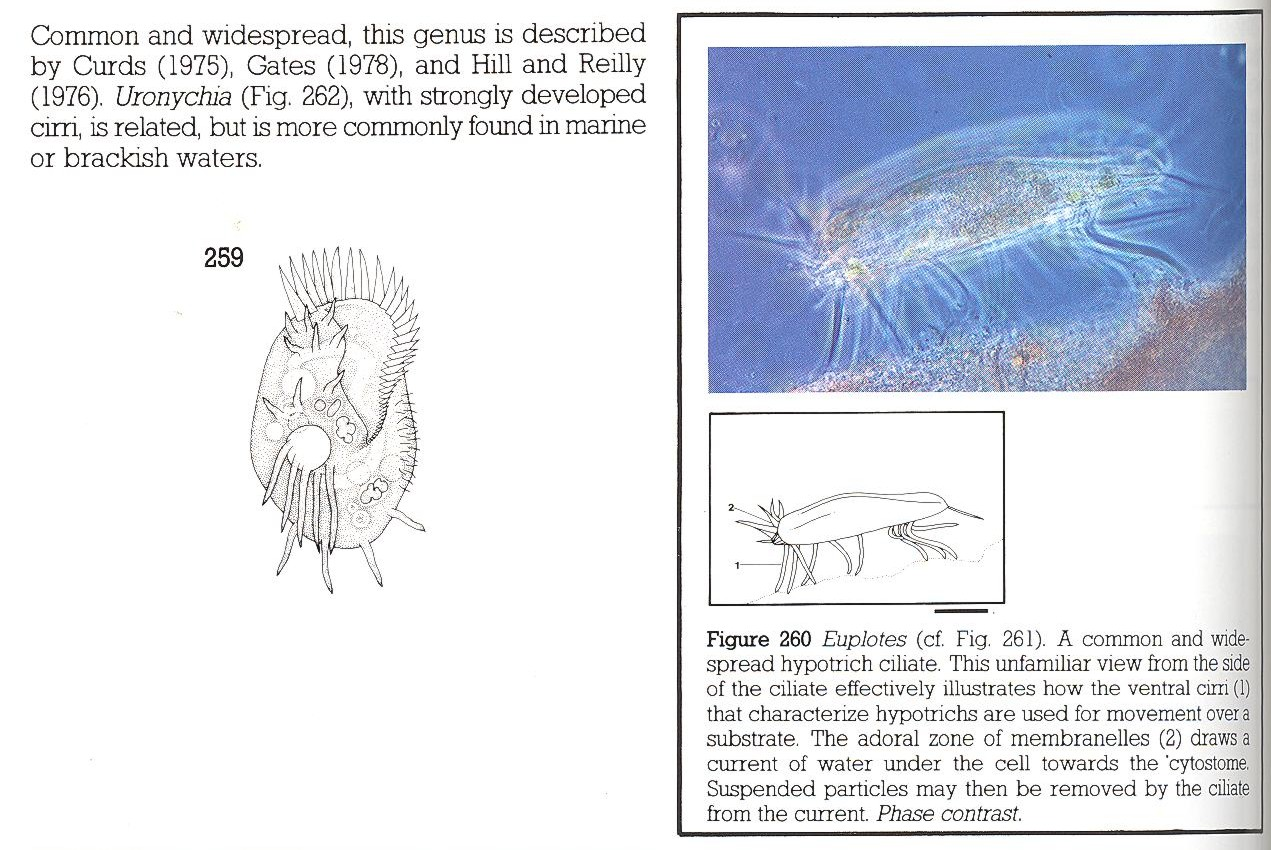 Common and widespread, this genus is described
by Curds (1975), Gates (1978), and Hill and Reilly
(1976). Uronychia (Fig. 262), with strongly developed
cirri, is related, but is more commonly found in marine
or brackish waters.
259
2
1
Figure 260 Euplotes (cf. Fig. 261). A common and wide-
spread hypotrich ciliate. This unfamiliar view from the side
of the ciliate effectively illustrates how the ventral cirri (1)
that characterize hypotrichs are used for movement over a
substrate. The adoral zone of membranelles (2) draws a
current of water under the cell towards the cytostome.
Suspended particles may then be removed by the ciliate
from the current. Phase contrast.